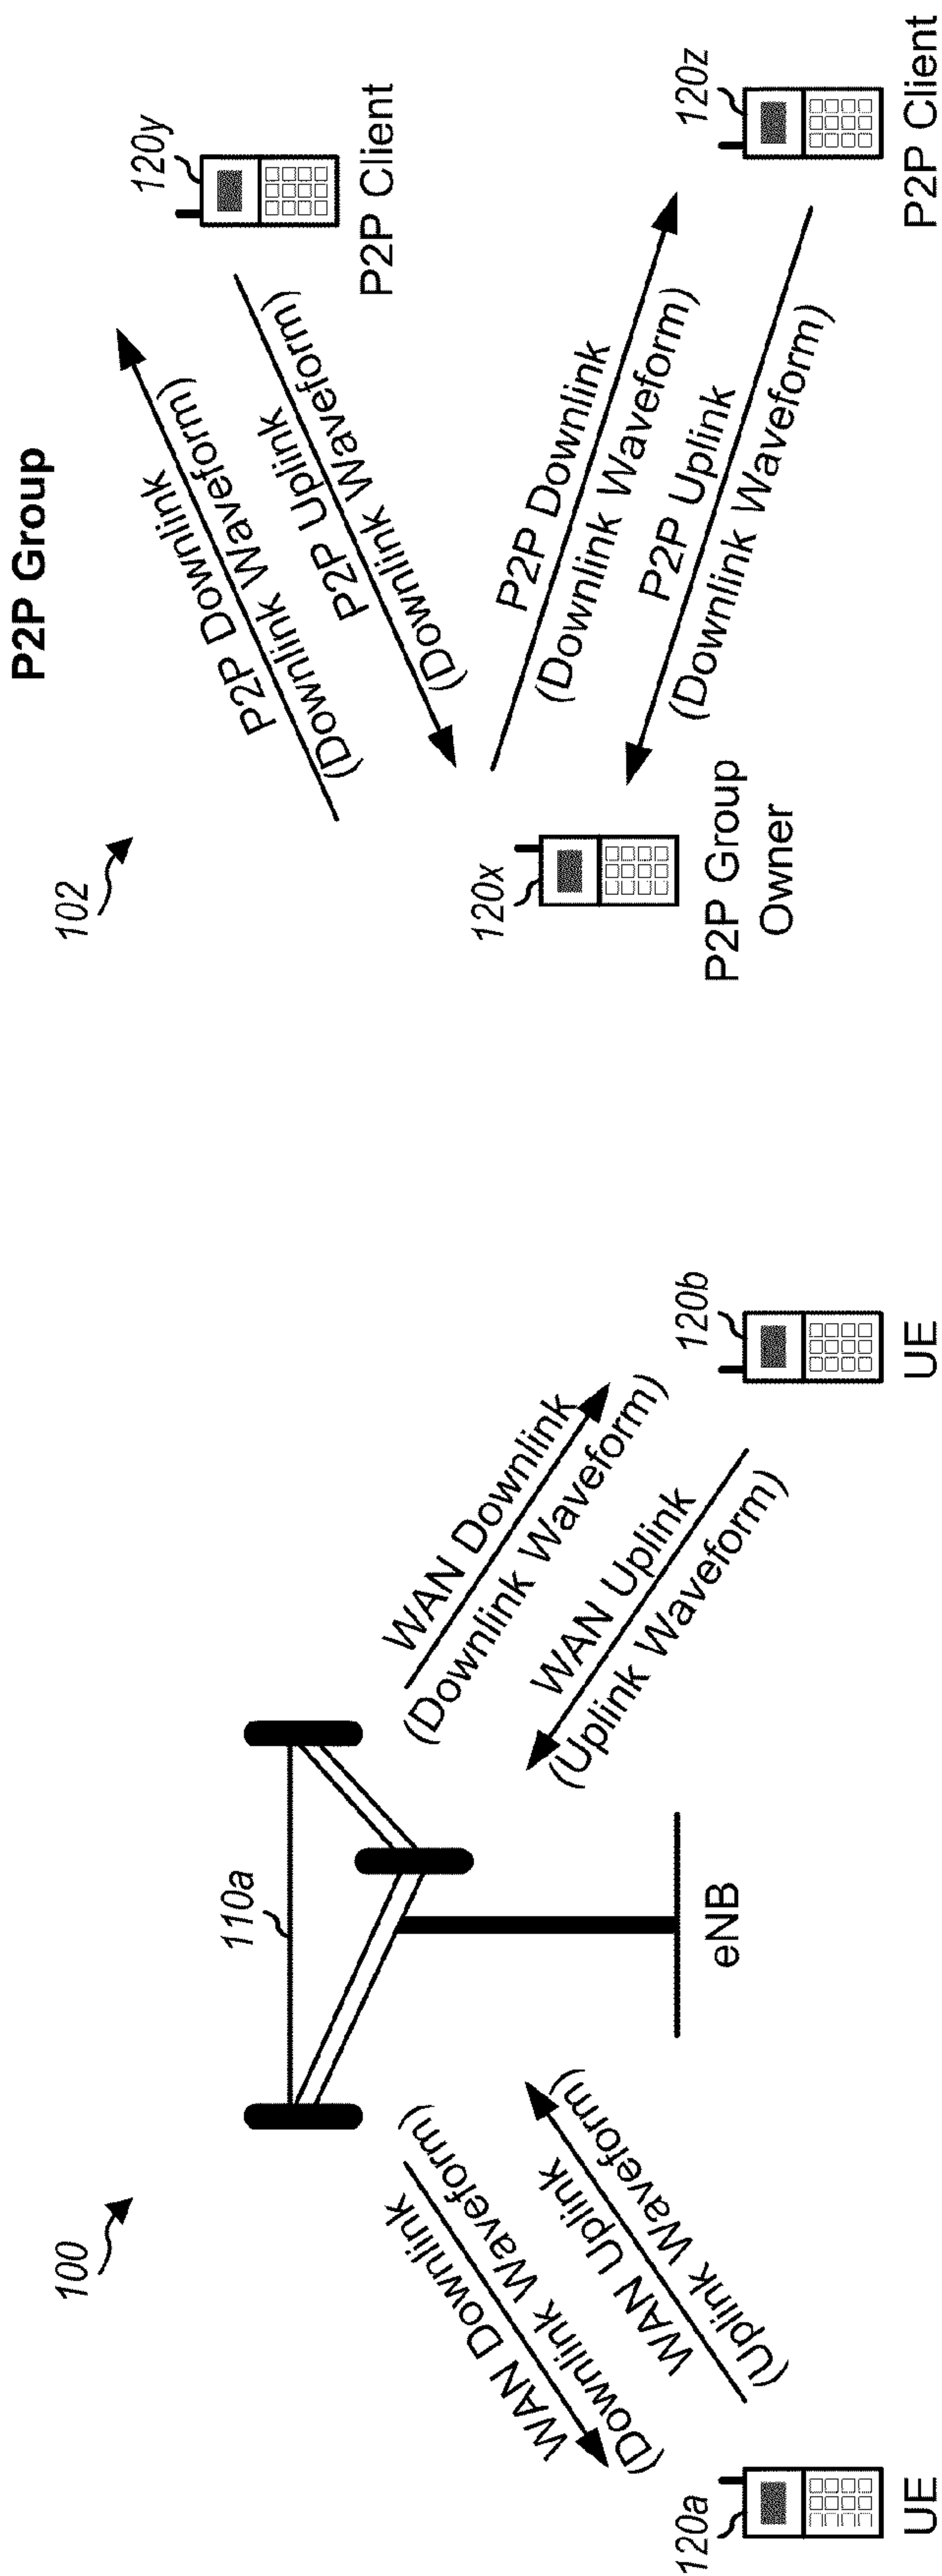 100
110a
WAN Downlink
(Downlink Waveform)
WAN Uplink
(Uplink Waveform)
120a
UE
eNB
WAN Downlink
(Downlink Waveform)
WAN Uplink
(Uplink Waveform)
120b
UE
P2P Group
102
P2P Downlink
(Downlink Waveform)
P2P Uplink
(Downlink Waveform)
120y
P2P Client
120x
P2P Group
Owner
P2P Downlink
(Downlink Waveform)
P2P Uplink
(Downlink Waveform)
120z
P2P Client